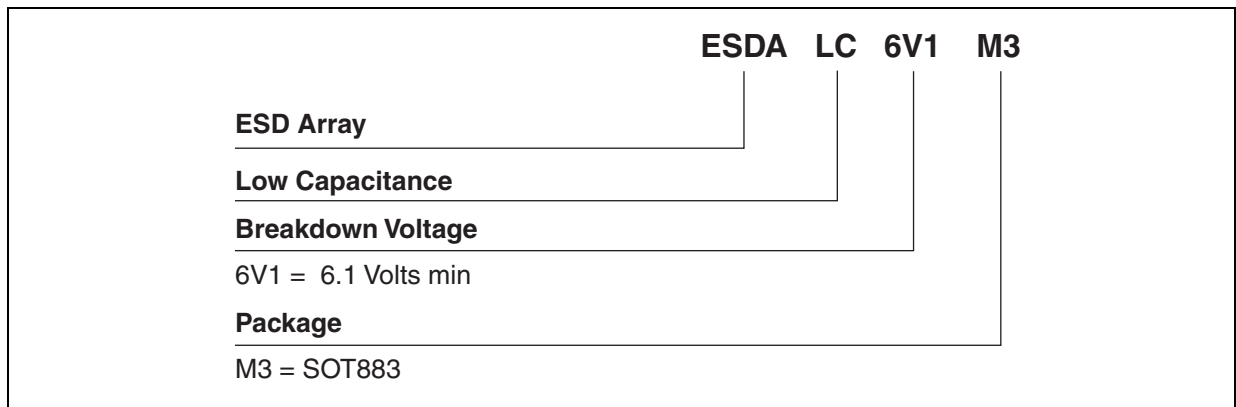 ESDA LC 6V1 M3
ESD Array
Low Capacitance
Breakdown Voltage
6V1 = 6.1 Volts min
Package
M3 = SOT883